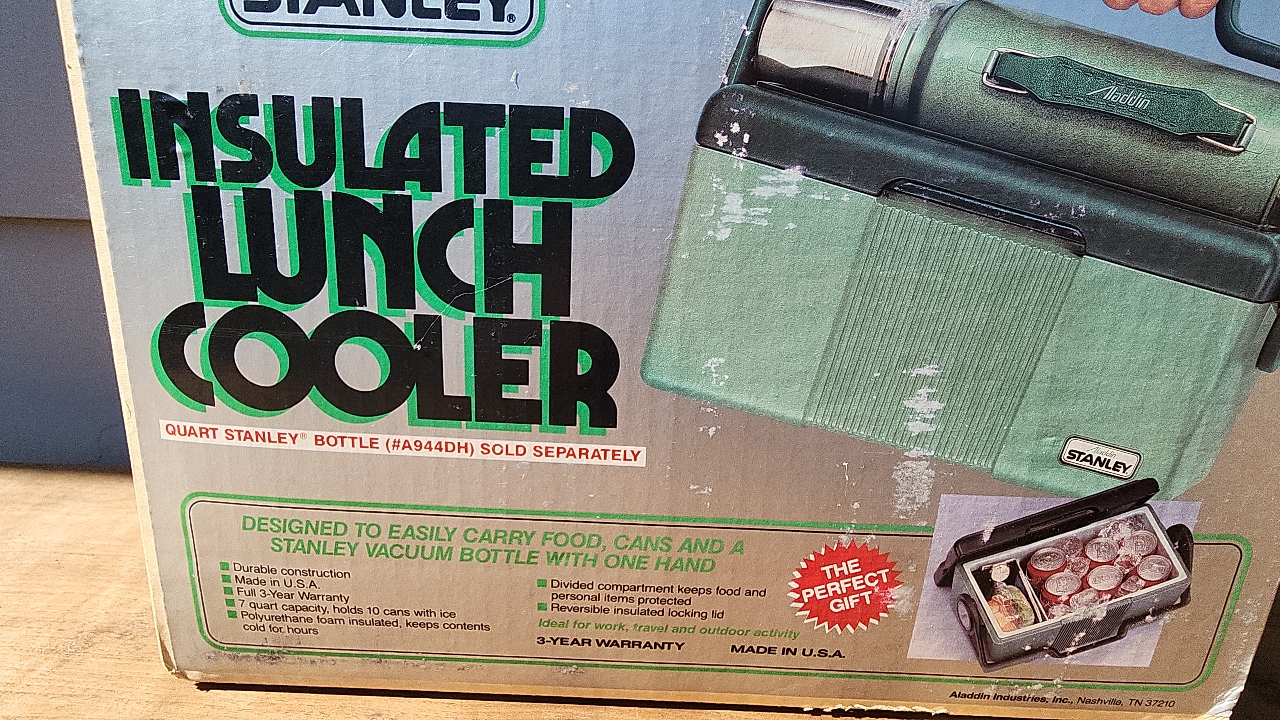 STANLEY®
INSULATED
LUNCH
COOLER
QUART STANLEY® BOTTLE (#A944DH) SOLD SEPARATELY
Aladdin
STANLEY
DESIGNED TO EASILY CARRY FOOD, CANS AND A
STANLEY VACUUM BOTTLE WITH ONE HAND
Durable construction
Made in U.S.A.
Full 3-Year Warranty
7 quart capacity, holds 10 cans with ice
Polyurethane foam insulated, keeps contents
cold for hours
Divided compartment keeps food and
personal items protected
Reversible insulated locking lid
Ideal for work, travel and outdoor activity
3-YEAR WARRANTY MADE IN U.S.A.
THE
PERFECT
GIFT
Aladdin Industries, Inc., Nashville, TN 37210